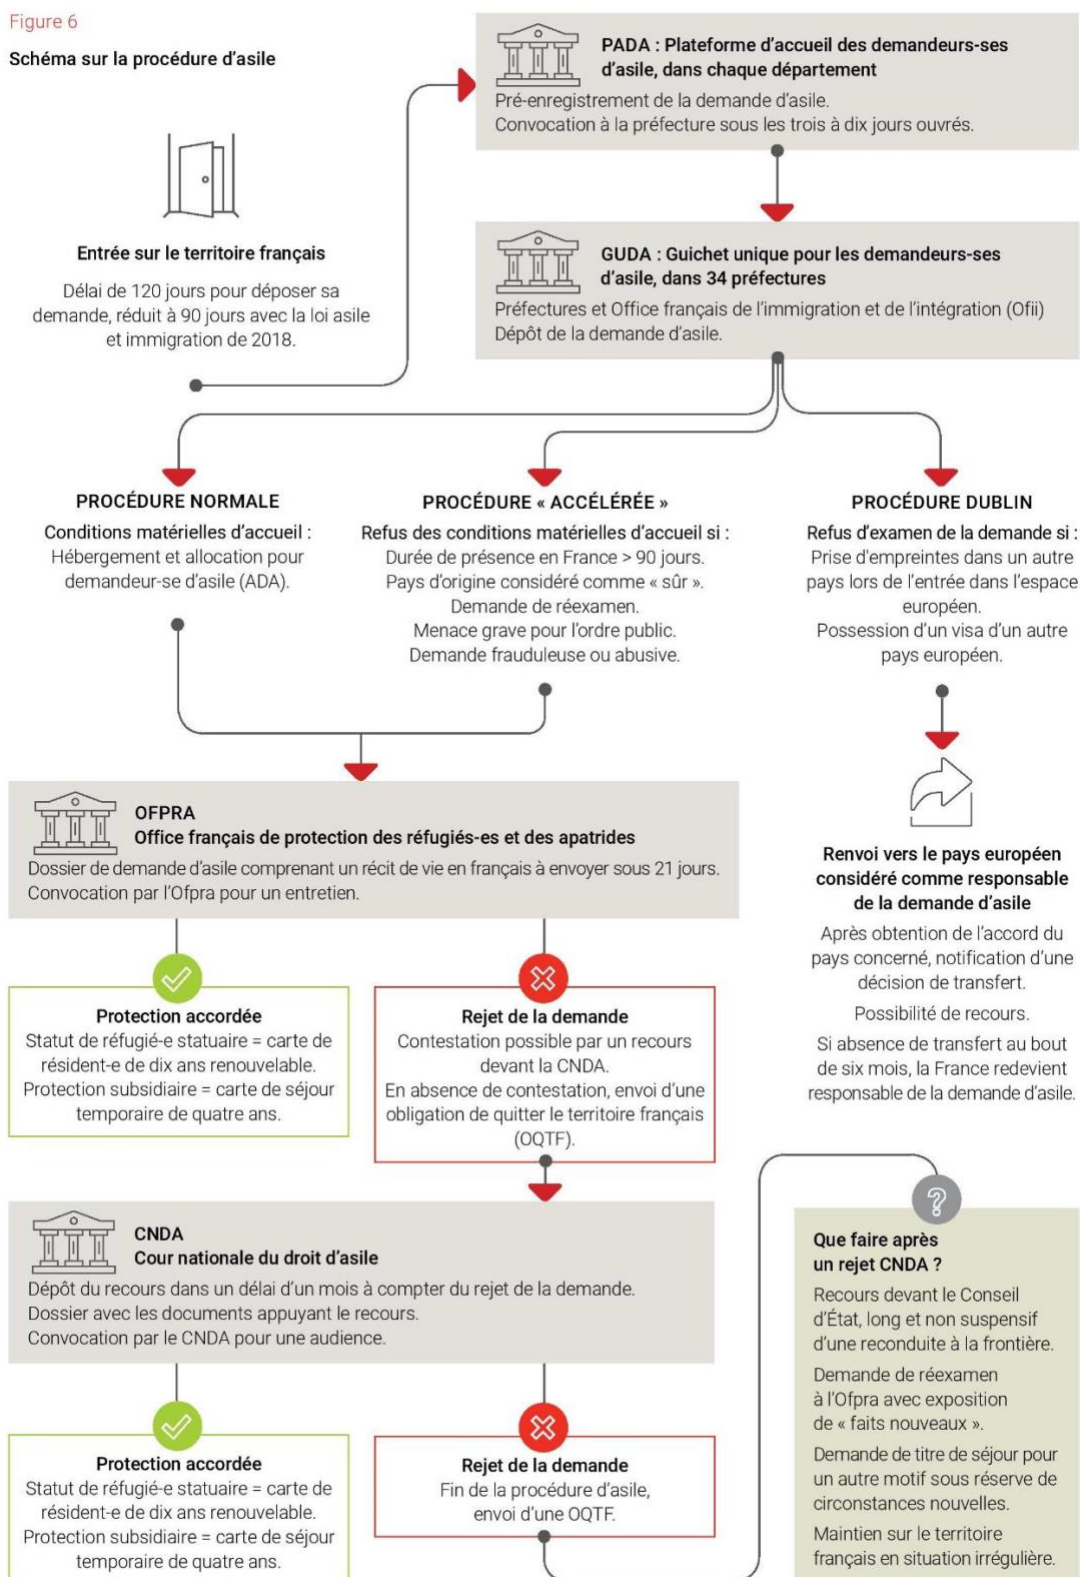 Figure 6
Schéma sur la procédure d'asile
PADA : Plateforme d'accueil des demandeurs-ses
d'asile, dans chaque département
Pré-enregistrement de la demande d'asile.
Convocation à la préfecture sous les trois à dix jours ouvrés.
Entrée sur le territoire français
Délai de 120 jours pour déposer sa
demande, réduit à 90 jours avec la loi asile
et immigration de 2018.
GUDA : Guichet unique pour les demandeurs-ses
d'asile, dans 34 préfectures
Préfectures et Office français de l'immigration et de l'intégration (Ofii)
Dépôt de la demande d'asile.
PROCÉDURE NORMALE
Conditions matérielles d'accueil :
Hébergement et allocation pour
demandeur-se d'asile (ADA).
PROCÉDURE « ACCÉLÉRÉE »
Refus des conditions matérielles d'accueil si :
Durée de présence en France > 90 jours.
Pays d'origine considéré comme « sûr ».
Demande de réexamen.
Menace grave pour l'ordre public.
Demande frauduleuse ou abusive.
PROCÉDURE DUBLIN
Refus d'examen de la demande si :
Prise d'empreintes dans un autre
pays lors de l'entrée dans l'espace
européen.
Possession d'un visa d'un autre
pays européen.
OFPRA
Office français de protection des réfugiés-es et des apatrides
Dossier de demande d'asile comprenant un récit de vie en français à envoyer sous 21 jours.
Convocation par l'Ofpra pour un entretien.
Renvoi vers le pays européen
considéré comme responsable
de la demande d'asile
Après obtention de l'accord du
pays concerné, notification d'une
décision de transfert.
Possibilité de recours.
Si absence de transfert au bout
de six mois, la France redevient
responsable de la demande d'asile.
Protection accordée
Statut de réfugié-e statuaire = carte de
résident-e de dix ans renouvelable.
Protection subsidiaire = carte de séjour
temporaire de quatre ans.
Rejet de la demande
Contestation possible par un recours
devant la CNDA.
En absence de contestation, envoi d'une
obligation de quitter le territoire français
(OQTF).
CNDA
Cour nationale du droit d'asile
Dépôt du recours dans un délai d'un mois à compter du rejet de la demande.
Dossier avec les documents appuyant le recours.
Convocation par le CNDA pour une audience.
Protection accordée
Statut de réfugié-e statuaire = carte de
résident-e de dix ans renouvelable.
Protection subsidiaire = carte de séjour
temporaire de quatre ans.
Rejet de la demande
Fin de la procédure d'asile,
envoi d'une OQTF.
?
Que faire après
un rejet CNDA ?
Recours devant le Conseil
d'État, long et non suspensif
d'une reconduite à la frontière.
Demande de réexamen
à l'Ofpra avec exposition
de « faits nouveaux ».
Demande de titre de séjour pour
un autre motif sous réserve de
circonstances nouvelles.
Maintien sur le territoire
français en situation irrégulière.